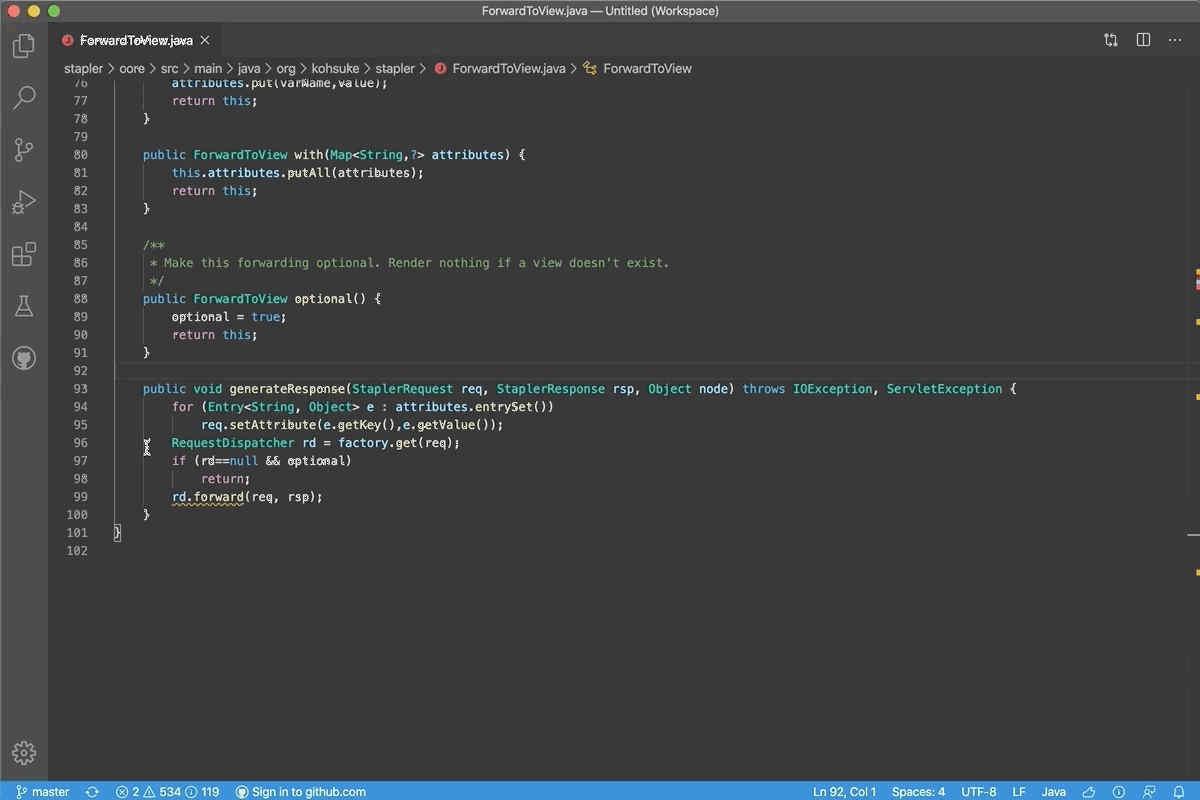 ForwardToView.java — Untitled (Workspace)
ForwardToView.java
stapler > core > src > main > java > org > kohsuke > stapler > ForwardToView.java > ForwardToView
76 attributes.put(varName,value);
77 return this;
78 }
79
80 public ForwardToView with(Map<String,?> attributes) {
81 this.attributes.putAll(attributes);
82 return this;
83 }
84
85 /**
86 * Make this forwarding optional. Render nothing if a view doesn't exist.
87 */
88 public ForwardToView optional() {
89 optional = true;
90 return this;
91 }
92
93 public void generateResponse(StaplerRequest req, StaplerResponse rsp, Object node) throws IOException, ServletException {
94 for (Entry<String, Object> e : attributes.entrySet())
95 req.setAttribute(e.getKey(),e.getValue());
96 RequestDispatcher rd = factory.get(req);
97 if (rd==null && optional)
98 return;
99 rd.forward(req, rsp);
100 }
101 }
102
master 2 534 119 Sign in to github.com Ln 92, Col 1 Spaces: 4 UTF-8 LF Java